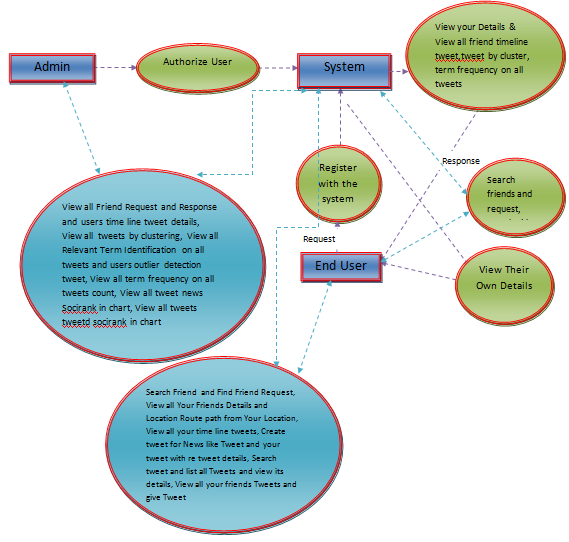 View your Details &
View all friend timeline
tweet,tweet by cluster,
term frequency on all
tweets
Admin
Authorize User
System
Response
Register
with the
system
Search
friends and
request,
View all Friend Request and Response
and users time line tweet details,
View all tweets by clustering, View all
Relevant Term Identification on all
tweets and users outlier detection
tweet, View all term frequency on all
tweets count, View all tweet news
Socirank in chart, View all tweets
tweetd socirank in chart
Request
End User
View Their
Own Details
Search Friend and Find Friend Request,
View all Your Friends Details and
Location Route path from Your Location,
View all your time line tweets, Create
tweet for News like Tweet and your
tweet with re tweet details, Search
tweet and list all Tweets and view its
details, View all your friends Tweets and
give Tweet